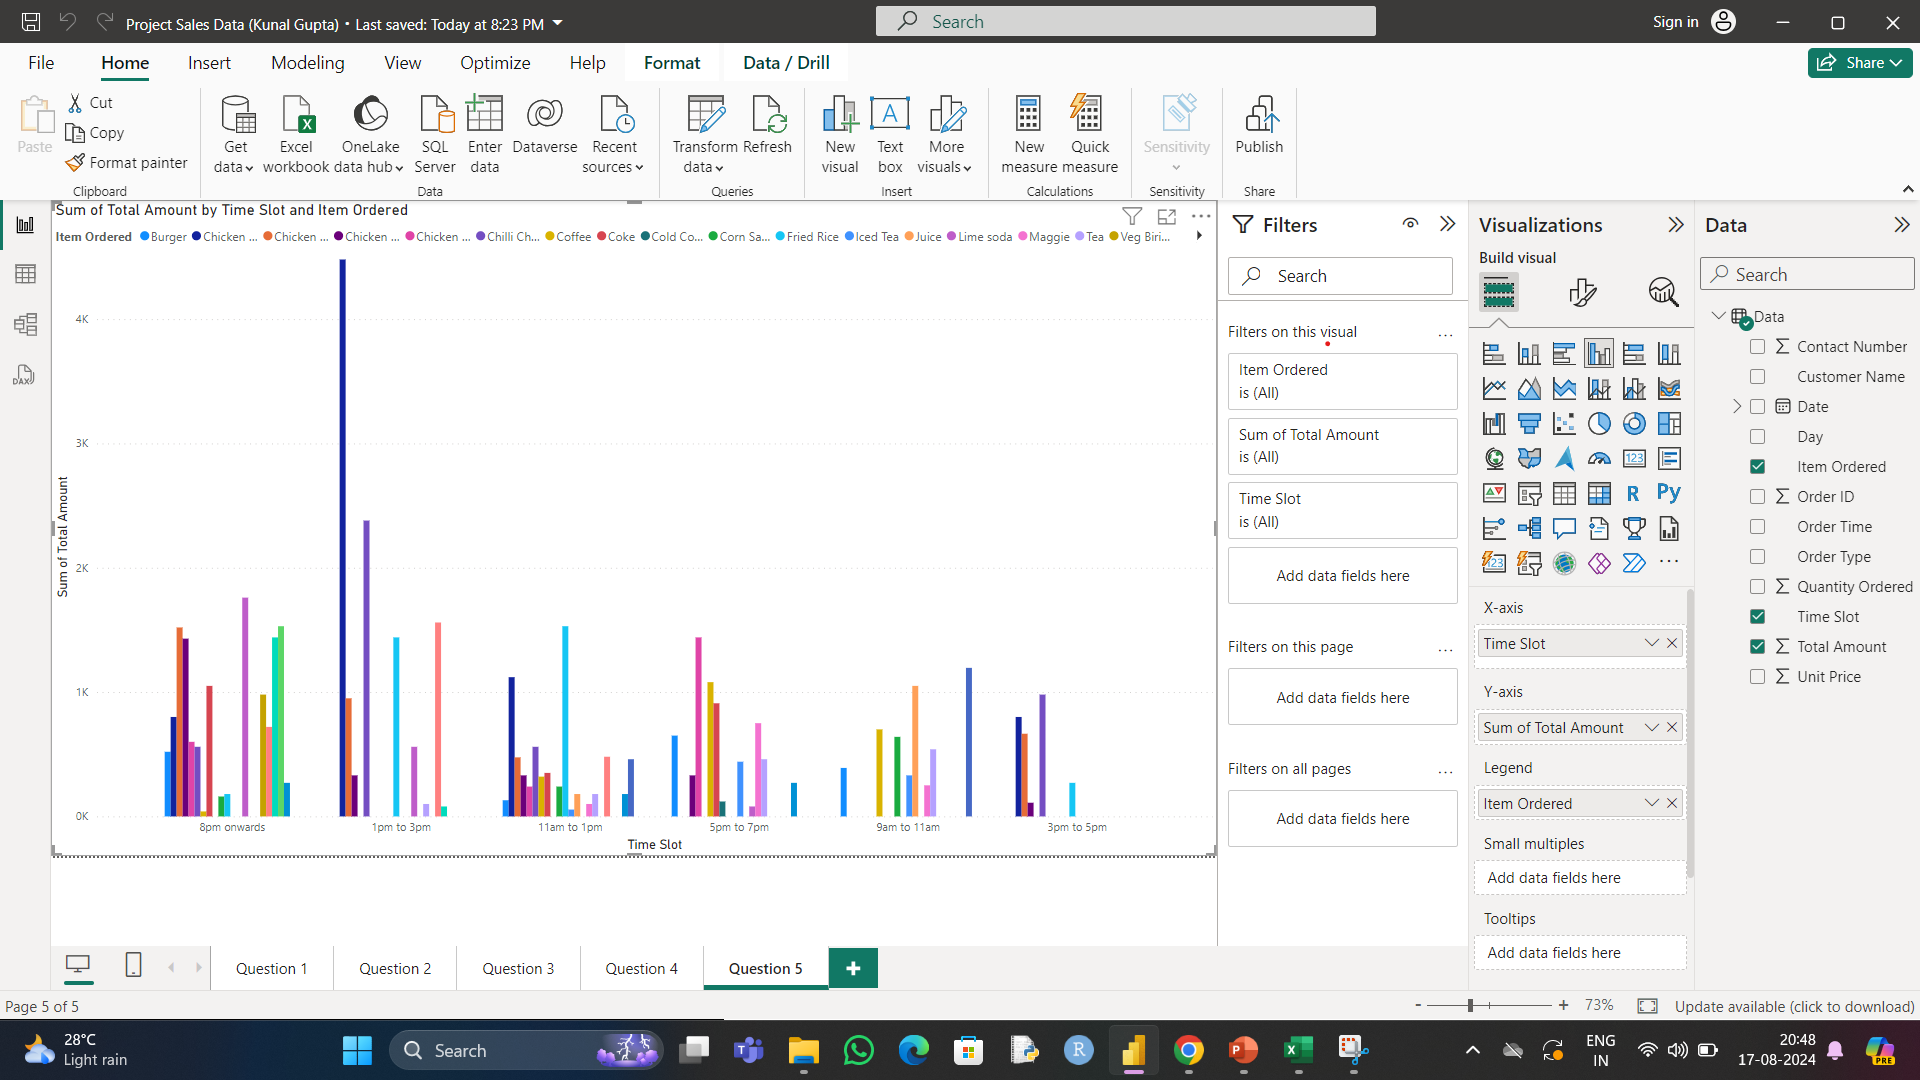 Project Sales Data (Kunal Gupta) • Last saved: Today at 8:23 PM
Search
Sign in
File Home Insert Modeling View Optimize Help Format Data / Drill
Share
Paste
Cut
Copy
Format painter
Clipboard
Get data
Excel workbook
OneLake data hub
SQL Server
Enter data
Dataverse
Recent sources
Data
Transform data
Refresh
Queries
New visual
Text box
More visuals
Insert
New measure
Quick measure
Calculations
Sensitivity
Sensitivity
Publish
Share
Sum of Total Amount by Time Slot and Item Ordered
Item Ordered Burger Chicken ... Chicken ... Chicken ... Chicken ... Chilli Ch... Coffee Coke Cold Co... Corn Sa... Fried Rice Iced Tea Juice Lime soda Maggie Tea Veg Biri...
Sum of Total Amount
4K
3K
2K
1K
0K
8pm onwards 1pm to 3pm 11am to 1pm 5pm to 7pm 9am to 11am 3pm to 5pm
Time Slot
Filters
Search
Filters on this visual
Item Ordered
is (All)
Sum of Total Amount
is (All)
Time Slot
is (All)
Add data fields here
Filters on this page
Add data fields here
Filters on all pages
Add data fields here
Visualizations
Build visual
123
R
Py
123
X-axis
Time Slot
Y-axis
Sum of Total Amount
Legend
Item Ordered
Small multiples
Add data fields here
Tooltips
Add data fields here
Data
Search
Data
Contact Number
Customer Name
Date
Day
Item Ordered
Order ID
Order Time
Order Type
Quantity Ordered
Time Slot
Total Amount
Unit Price
DAX
Question 1 Question 2 Question 3 Question 4 Question 5
Page 5 of 5
- + 73%
Update available (click to download)
28°C
Light rain
Search
ENG
IN
20:48
17-08-2024
PRE